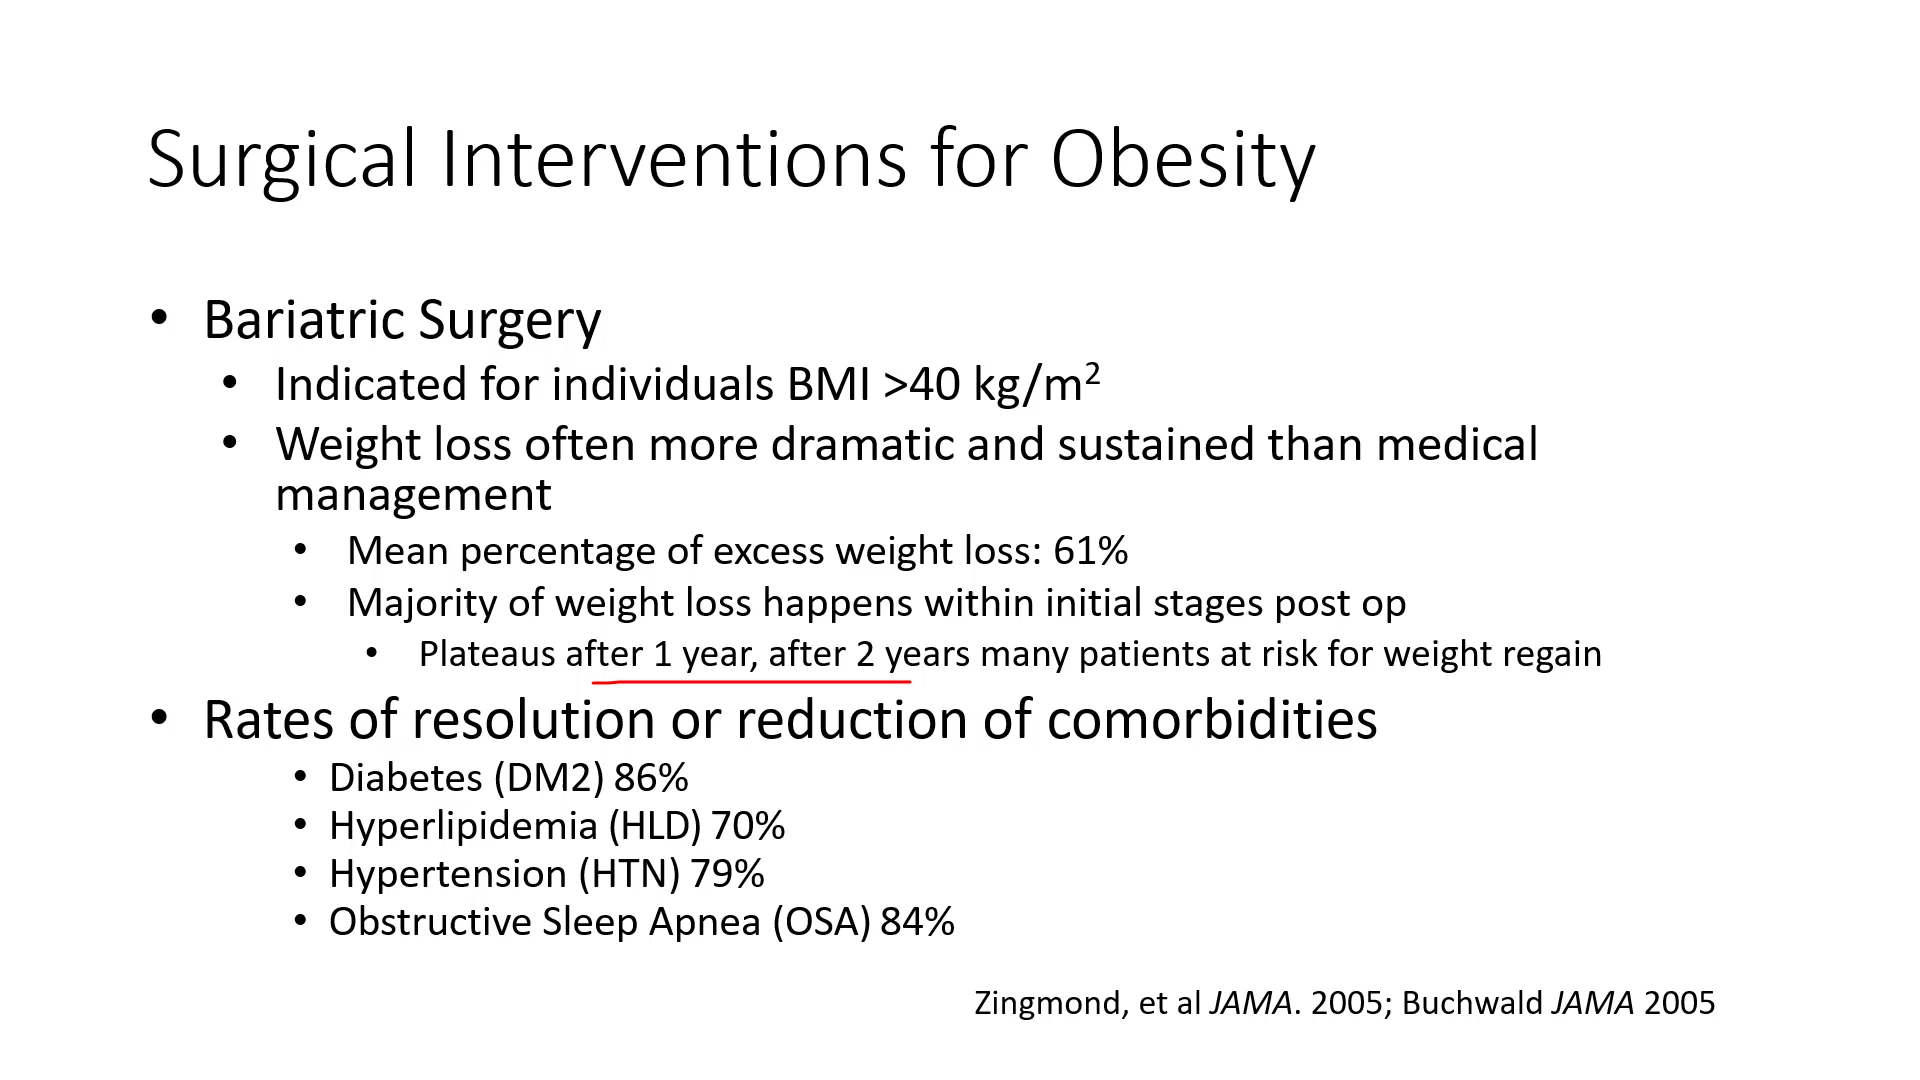 Surgical Interventions for Obesity
• Bariatric Surgery
• Indicated for individuals BMI >40 kg/m²
• Weight loss often more dramatic and sustained than medical
management
• Mean percentage of excess weight loss: 61%
• Majority of weight loss happens within initial stages post op
• Plateaus after 1 year, after 2 years many patients at risk for weight regain
• Rates of resolution or reduction of comorbidities
• Diabetes (DM2) 86%
• Hyperlipidemia (HLD) 70%
• Hypertension (HTN) 79%
• Obstructive Sleep Apnea (OSA) 84%
Zingmond, et al JAMA. 2005; Buchwald JAMA 2005